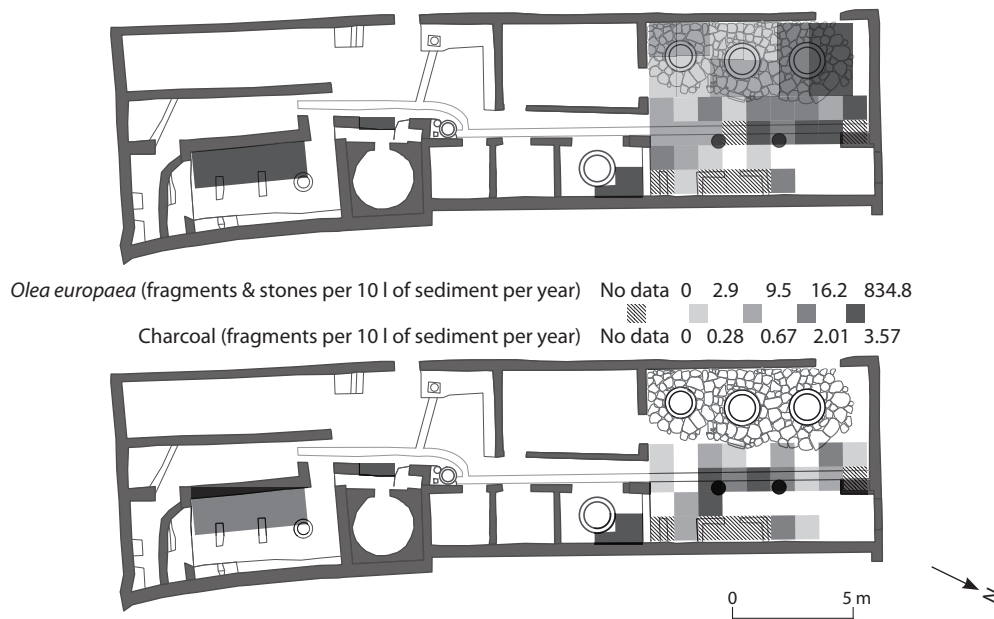 Olea europaea (fragments & stones per 10 l of sediment per year) No data 0 2.9 9.5 16.2 834.8
Charcoal (fragments per 10 l of sediment per year) No data 0 0.28 0.67 2.01 3.57
0 5 m
N